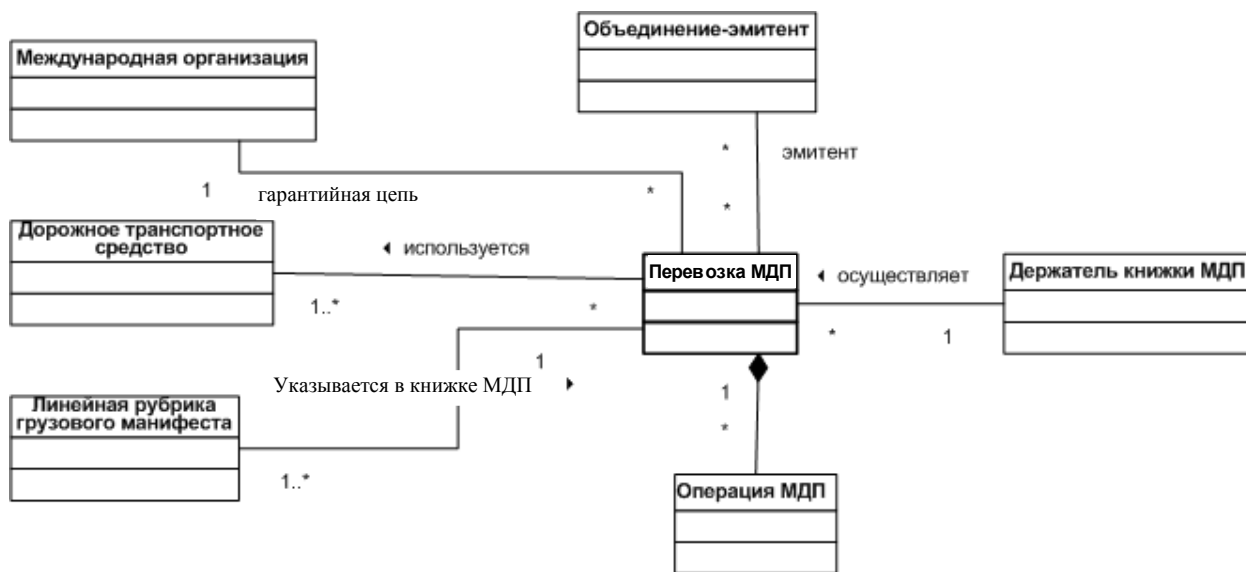 Объединение-эмитент
Международная организация
* эмитент
1 гарантийная цепь *
*
Дорожное транспортное
средство
используется
Перевозка МДП
осуществляет
Держатель книжки МДП
1..* *
* 1
1
Указывается в книжке МДП
1
Линейная рубрика
грузового манифеста
*
1..*
Операция МДП